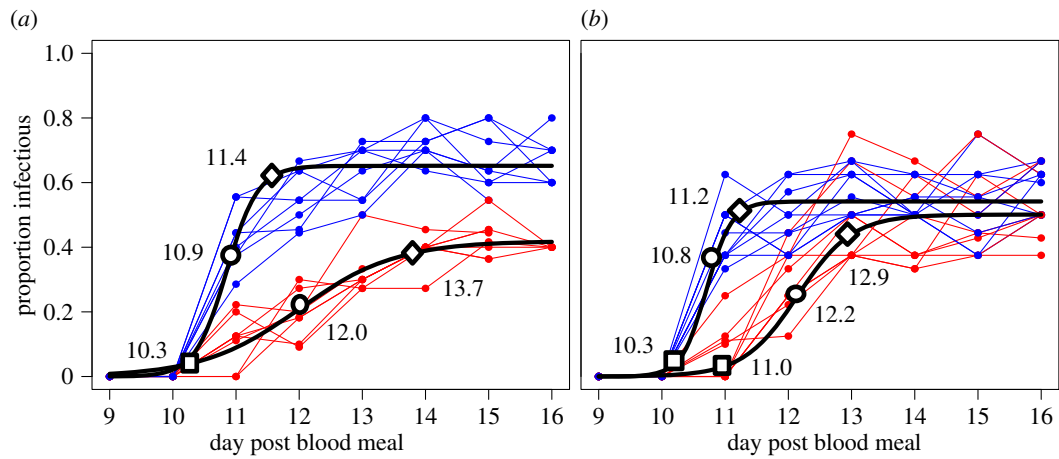 (a) (b)
proportion infectious
1.0
0.8
0.6
0.4
0.2
0
11.4
10.9
10.3
13.7
12.0
9 10 11 12 13 14 15 16
day post blood meal
11.2
10.8
10.3
12.9
12.2
11.0
9 10 11 12 13 14 15 16
day post blood meal